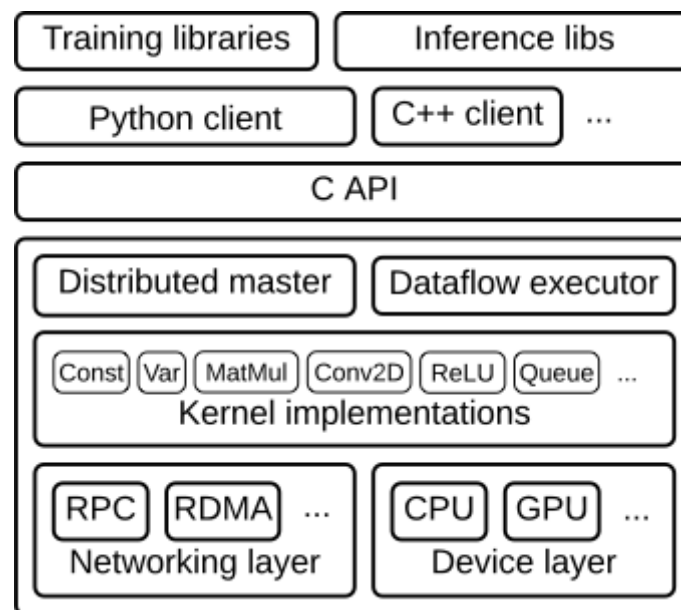 Training libraries Inference libs
Python client C++ client ...
C API
Distributed master Dataflow executor
Const Var MatMul Conv2D ReLU Queue ...
Kernel implementations
RPC RDMA ... CPU GPU ...
Networking layer Device layer